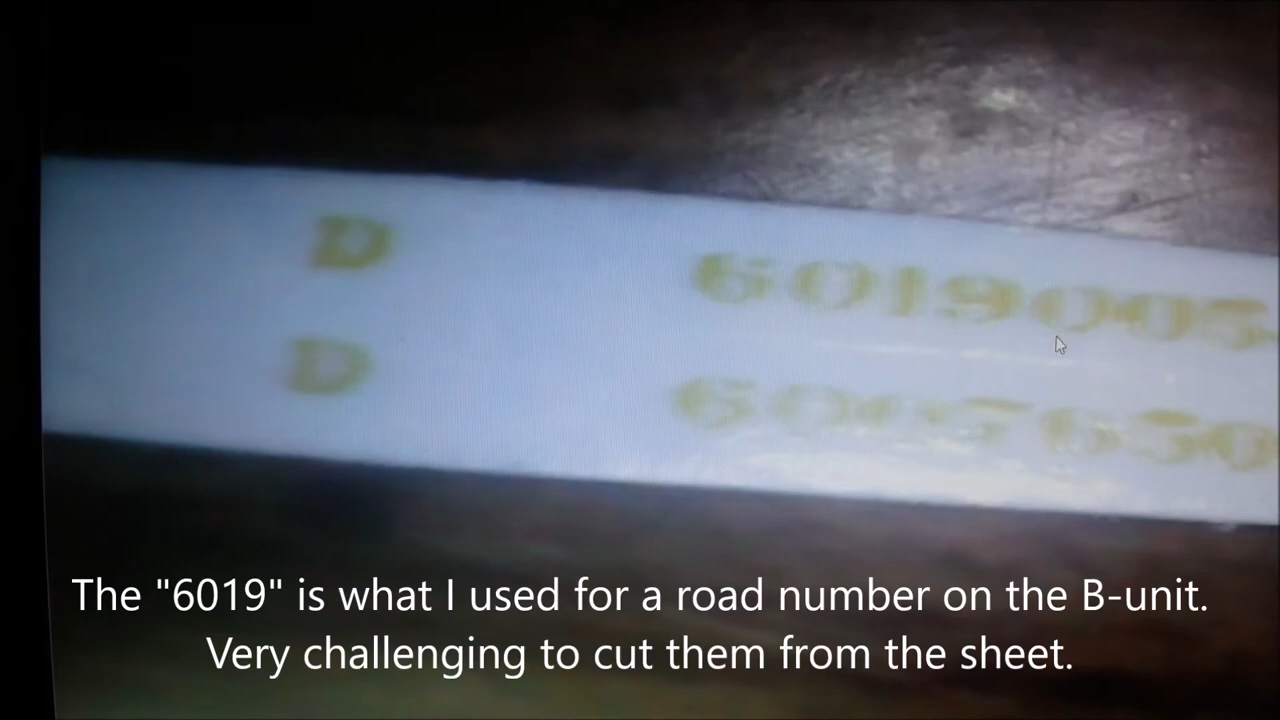 D 6019005
D
The "6019" is what I used for a road number on the B-unit.
Very challenging to cut them from the sheet.